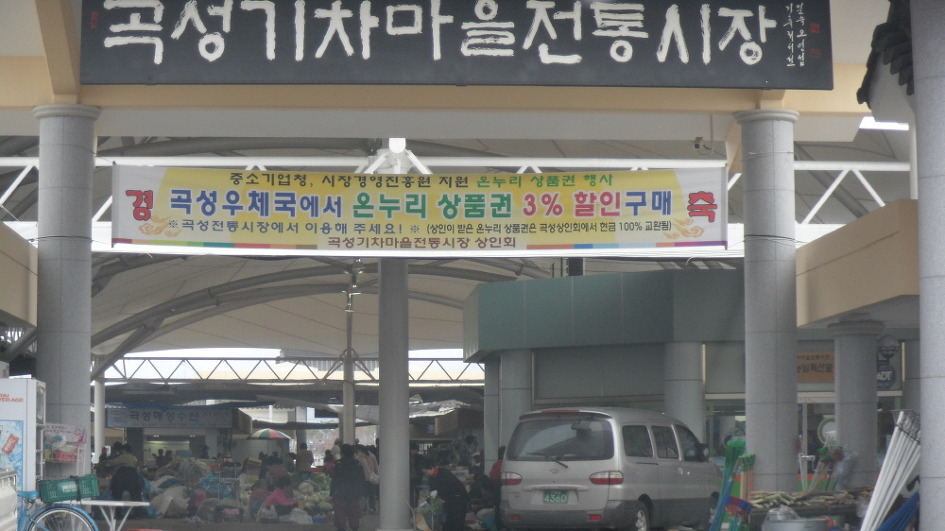 곡성기차마을전통시장
중소기업청, 시장경영진흥원 지원 온누리 상품권 행사
경 곡성우체국에서 온누리 상품권 3% 할인구매 축
※곡성전통시장에서 이용해 주세요! ※ (상인이 받은 온누리 상품권은 곡성상인회에서 현금 100% 교환됨)
곡성기차마을전통시장 상인회
4360